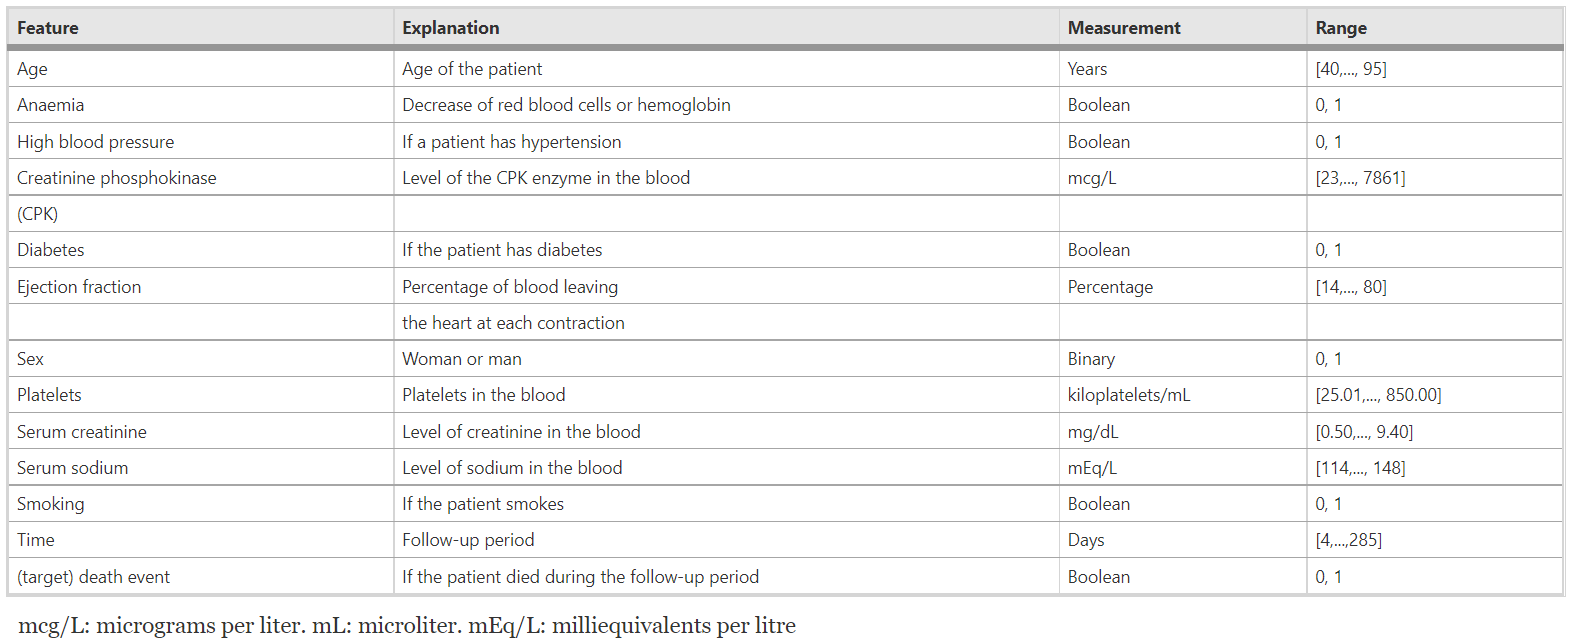 Feature Explanation Measurement Range
Age Age of the patient Years [40,..., 95]
Anaemia Decrease of red blood cells or hemoglobin Boolean 0, 1
High blood pressure If a patient has hypertension Boolean 0, 1
Creatinine phosphokinase Level of the CPK enzyme in the blood mcg/L [23,..., 7861]
(CPK)
Diabetes If the patient has diabetes Boolean 0, 1
Ejection fraction Percentage of blood leaving Percentage [14,..., 80]
the heart at each contraction
Sex Woman or man Binary 0, 1
Platelets Platelets in the blood kiloplatelets/mL [25.01,..., 850.00]
Serum creatinine Level of creatinine in the blood mg/dL [0.50,..., 9.40]
Serum sodium Level of sodium in the blood mEq/L [114,..., 148]
Smoking If the patient smokes Boolean 0, 1
Time Follow-up period Days [4,...,285]
(target) death event If the patient died during the follow-up period Boolean 0, 1
mcg/L: micrograms per liter. mL: microliter. mEq/L: milliequivalents per litre